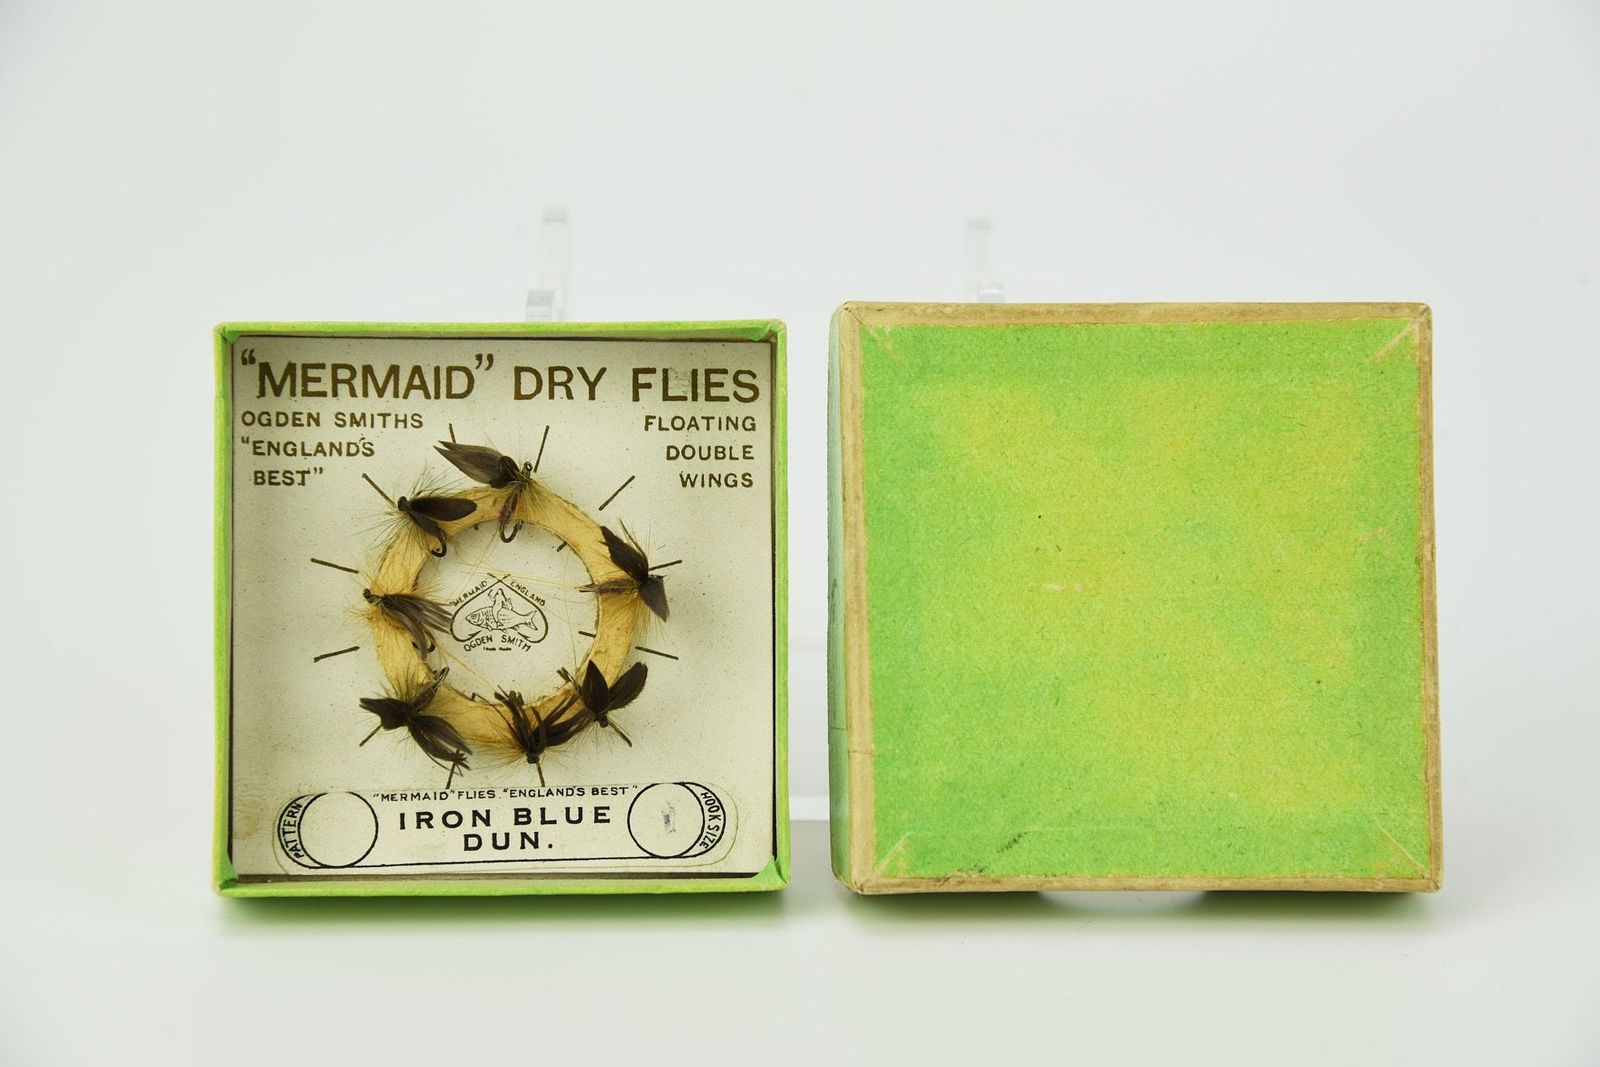 “MERMAID” DRY FLIES
OGDEN SMITHS
“ENGLAND'S
BEST”
FLOATING
DOUBLE
WINGS
"MERMAID" ENGLAND
OGDEN SMITH
PATTERN
"MERMAID" FLIES. "ENGLAND'S BEST"
IRON BLUE
DUN.
HOOK SIZE